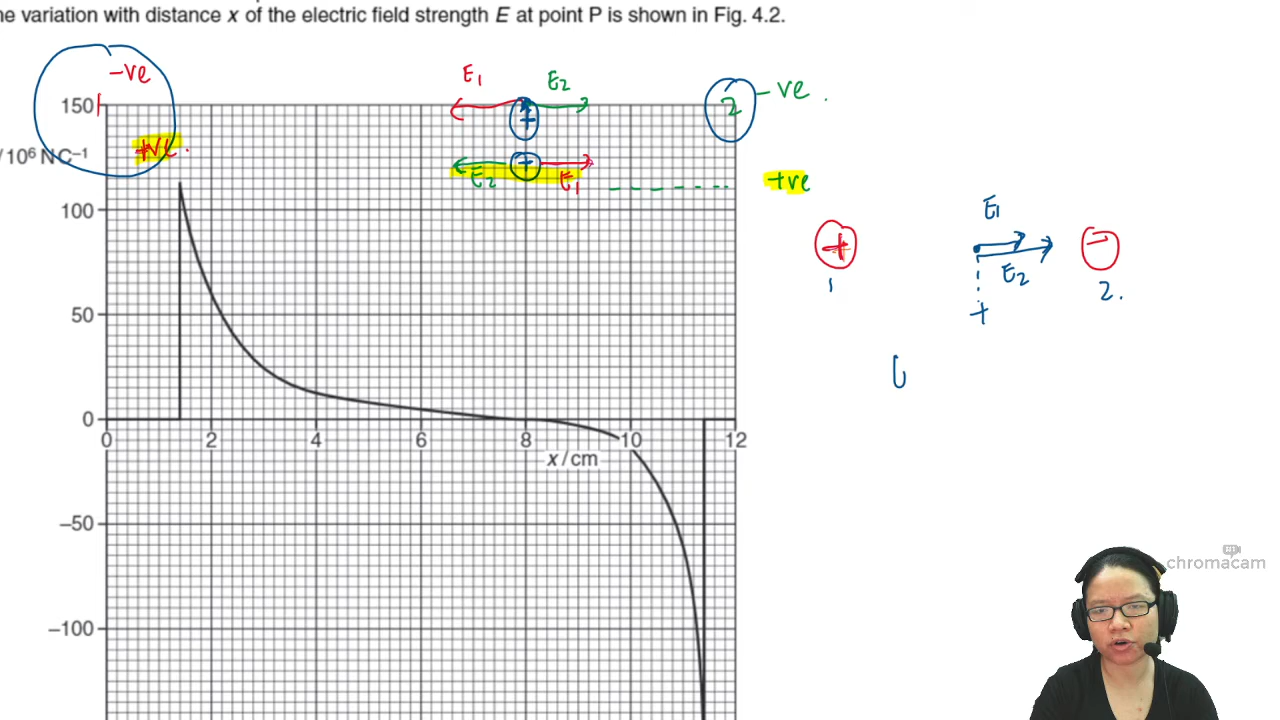 he variation with distance x of the electric field strength E at point P is shown in Fig. 4.2.
-ve
E1 E2
1
150
2 -ve .
+
+ve.
/10⁶ N C⁻¹
+
E2 E1
+ve
100
E1
+ -
E2
1 2.
+
50
0
0 2 4 6 8 10 12
x / cm
–50
chromacam
–100